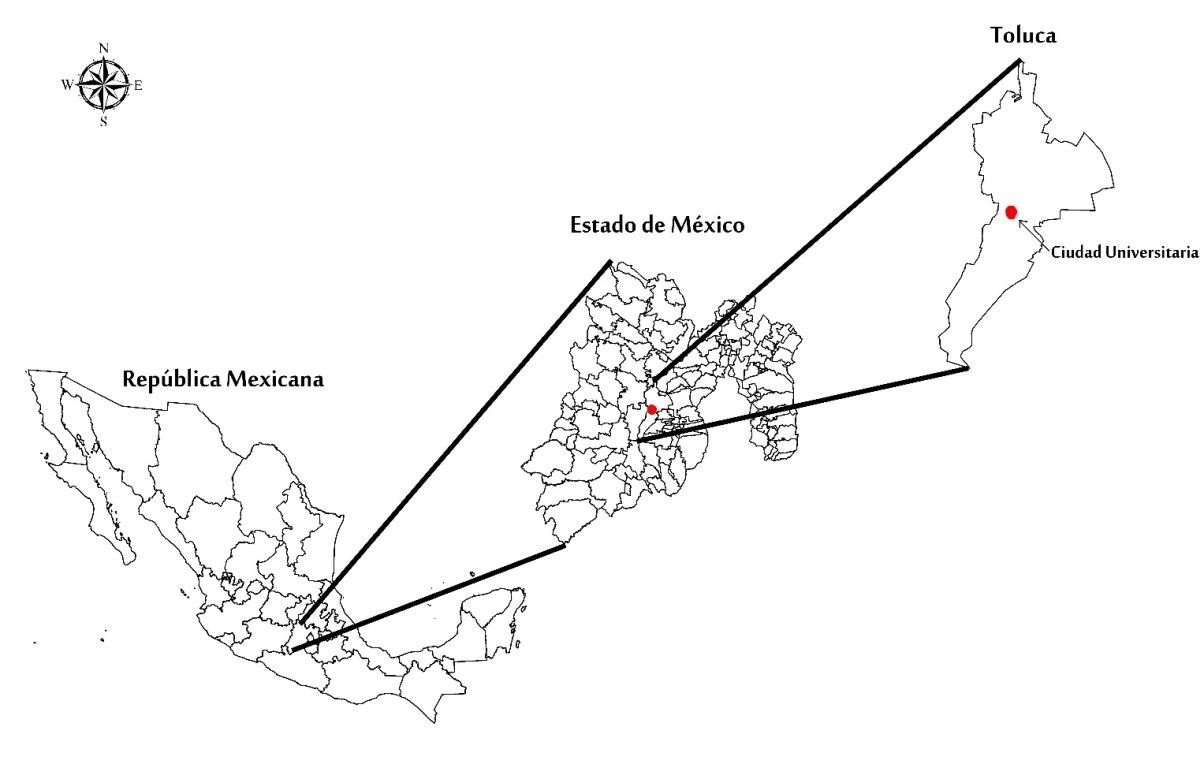 N
W E
S
Toluca
Estado de México
Ciudad Universitaria
República Mexicana